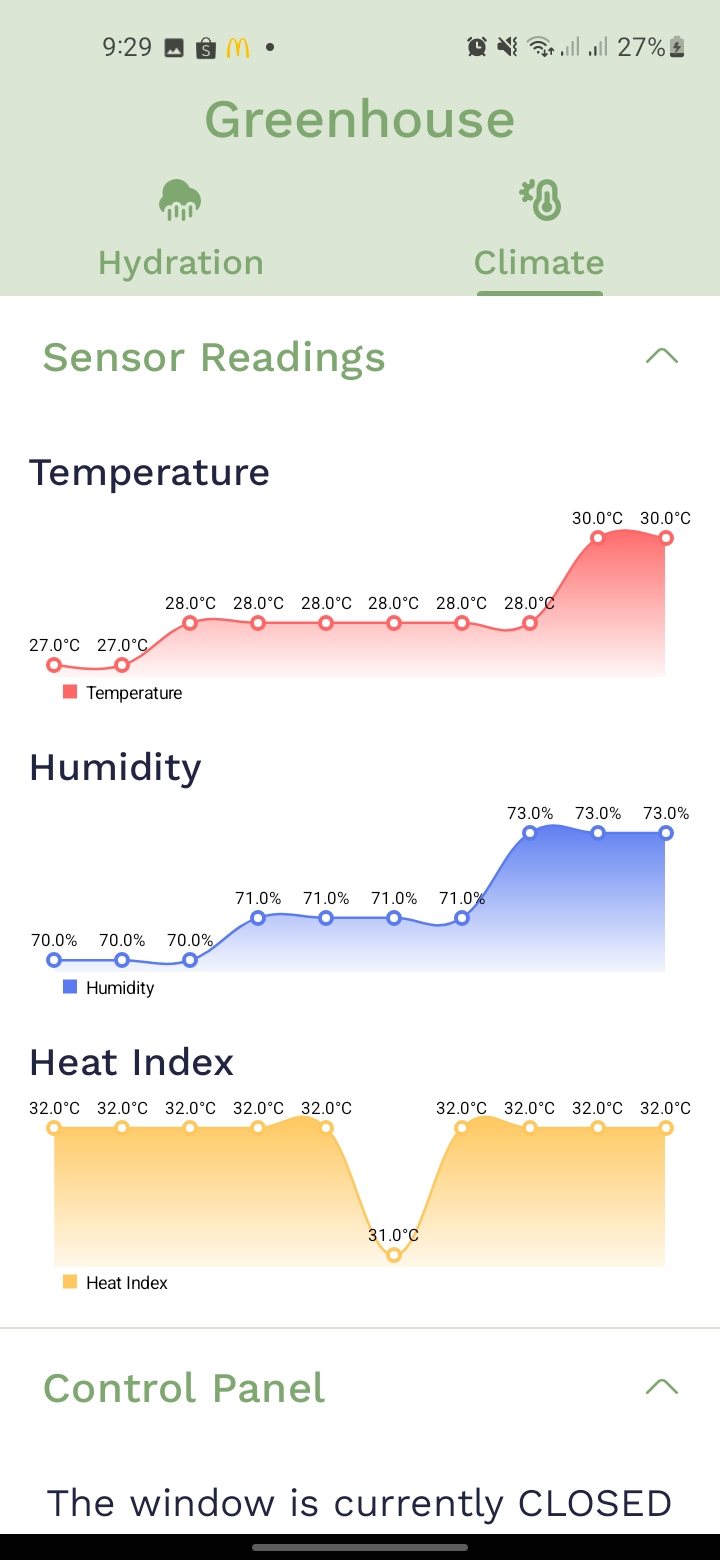 9:29 27%
Greenhouse
Hydration Climate
Sensor Readings
Temperature
30.0°C 30.0°C
28.0°C 28.0°C 28.0°C 28.0°C 28.0°C 28.0°C
27.0°C 27.0°C
Temperature
Humidity
73.0% 73.0% 73.0%
71.0% 71.0% 71.0% 71.0%
70.0% 70.0% 70.0%
Humidity
Heat Index
32.0°C 32.0°C 32.0°C 32.0°C 32.0°C 32.0°C 32.0°C 32.0°C 32.0°C
31.0°C
Heat Index
Control Panel
The window is currently CLOSED